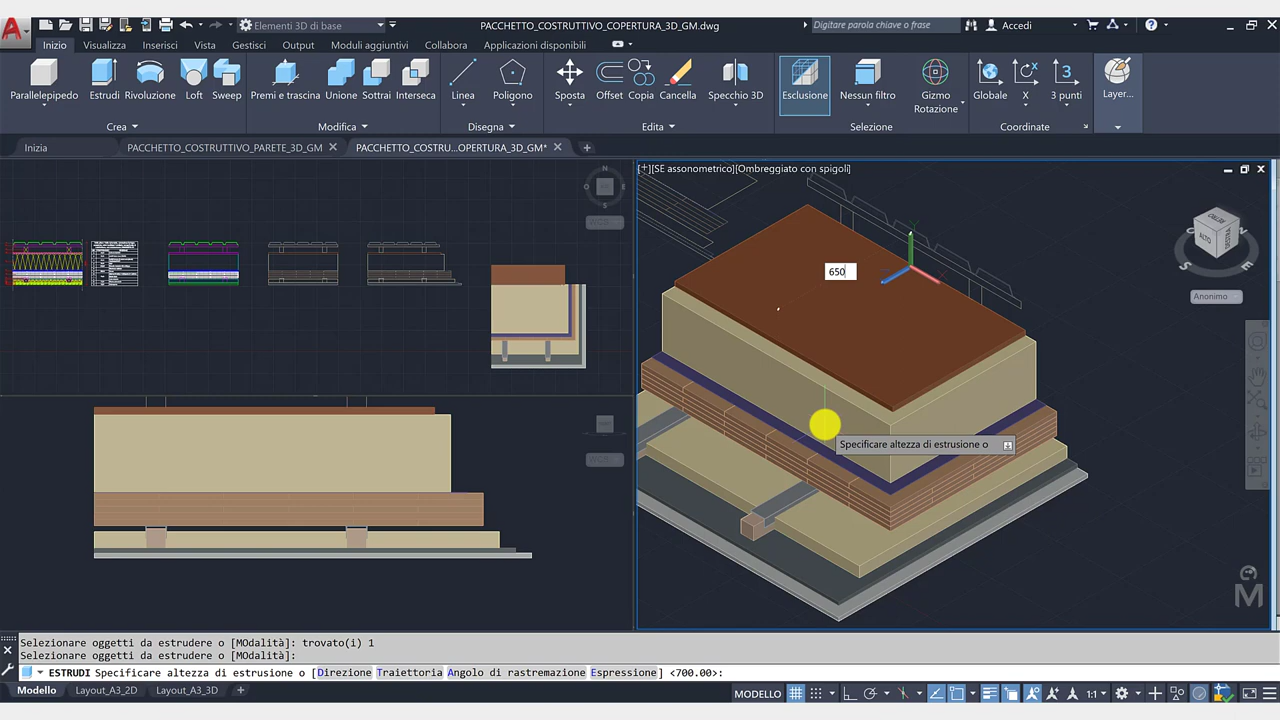 Elementi 3D di base
PACCHETTO_COSTRUTTIVO_COPERTURA_3D_GM.dwg
Digitare parola chiave o frase
Accedi
Inizio
Visualizza
Inserisci
Vista
Gestisci
Output
Moduli aggiuntivi
Collabora
Applicazioni disponibili
Parallelepipedo
Estrudi
Rivoluzione
Loft
Sweep
Premi e trascina
Unione
Sottrai
Interseca
Linea
Poligono
Sposta
Offset
Copia
Cancella
Specchio 3D
Esclusione
Nessun filtro
Gizmo
Rotazione
Globale
X
3 punti
Layer...
Crea
Modifica
Disegna
Edita
Selezione
Coordinate
Inizia
PACCHETTO_COSTRUTTIVO_PARETE_3D_GM
PACCHETTO_COSTRU...OPERTURA_3D_GM*
[+][SE assonometrico][Ombreggiato con spigoli]
650
ALTO
S
E
Anonimo
Specificare altezza di estrusione o
M
Selezionare oggetti da estrudere o [MOdalità]: trovato(i) 1
Selezionare oggetti da estrudere o [MOdalità]:
ESTRUDI Specificare altezza di estrusione o [Direzione Traiettoria Angolo di rastremazione Espressione] <700.00>:
Modello
Layout_A3_2D
Layout_A3_3D
MODELLO
1:1